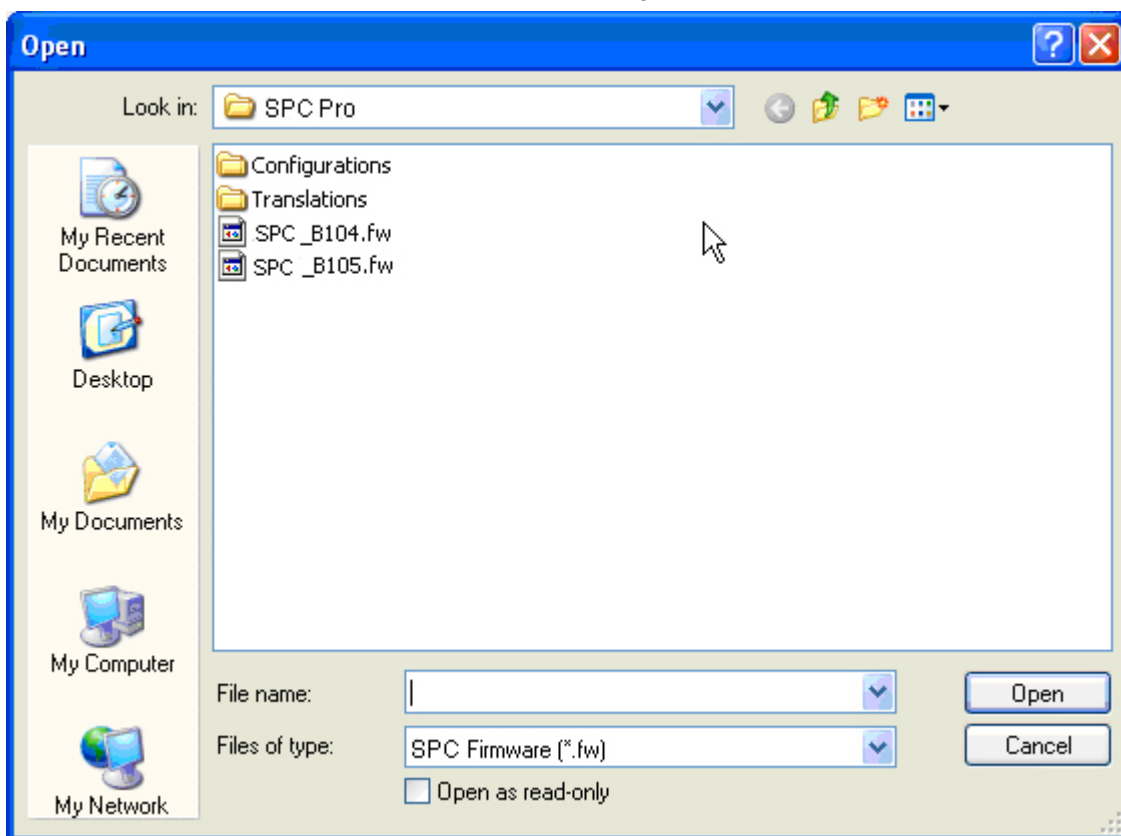 Open
Look in: SPC Pro
Configurations
Translations
SPC _B104.fw
SPC _B105.fw
My Recent
Documents
Desktop
My Documents
My Computer
My Network
File name: Open
Files of type: SPC Firmware (*.fw) Cancel
Open as read-only